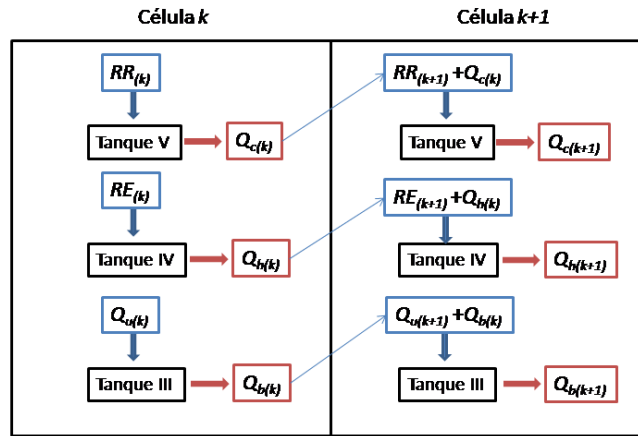 Célula k
Célula k+1
RR(k)
RR(k+1) +Qc(k)
Tanque V
Qc(k)
Tanque V
Qc(k+1)
RE(k)
RE(k+1) +Qh(k)
Tanque IV
Qh(k)
Tanque IV
Qh(k+1)
Qu(k)
Qu(k+1) +Qb(k)
Tanque III
Qb(k)
Tanque III
Qb(k+1)